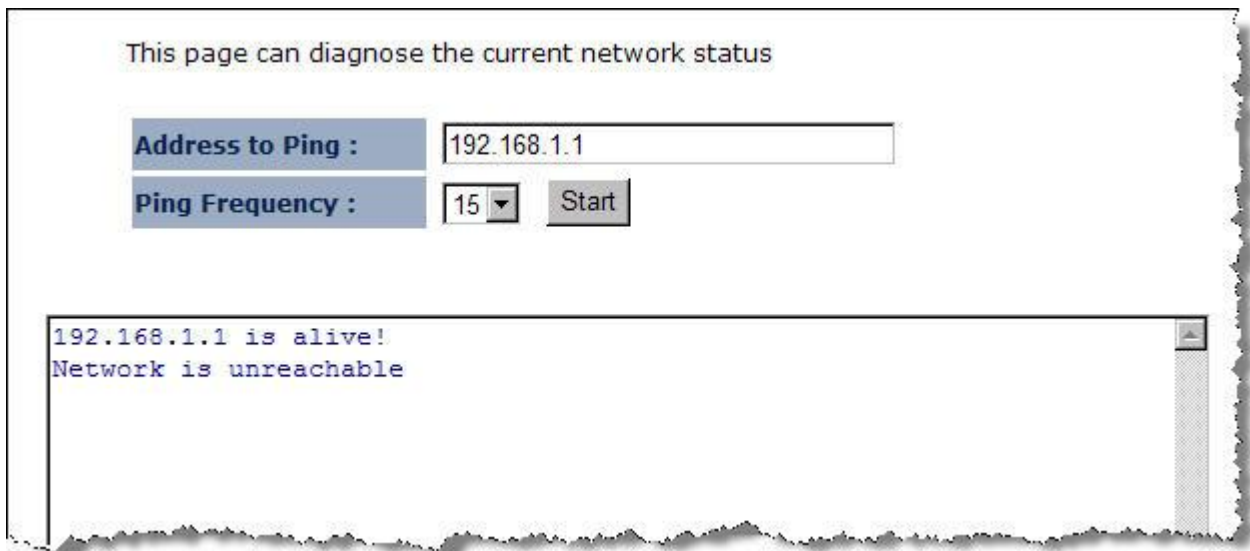 This page can diagnose the current network status
Address to Ping : 192.168.1.1
Ping Frequency : 15 Start
192.168.1.1 is alive!
Network is unreachable